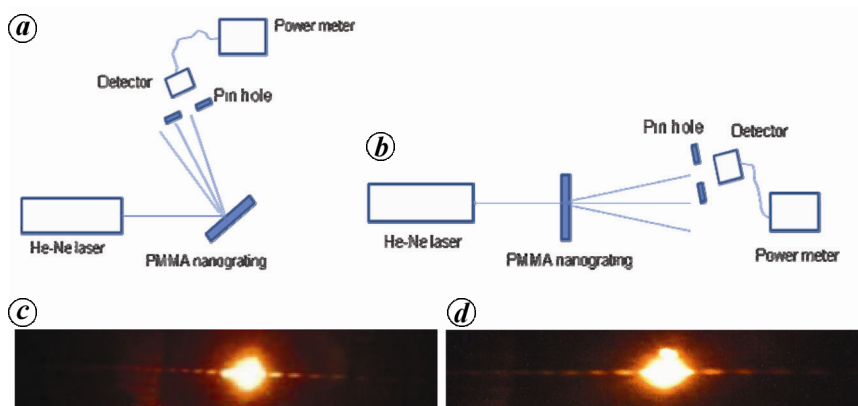 a
Power meter
Detector
Pin hole
He-Ne laser
PMMA nanograting
b
Pin hole
Detector
He-Ne laser
PMMA nanograting
Power meter
c
d